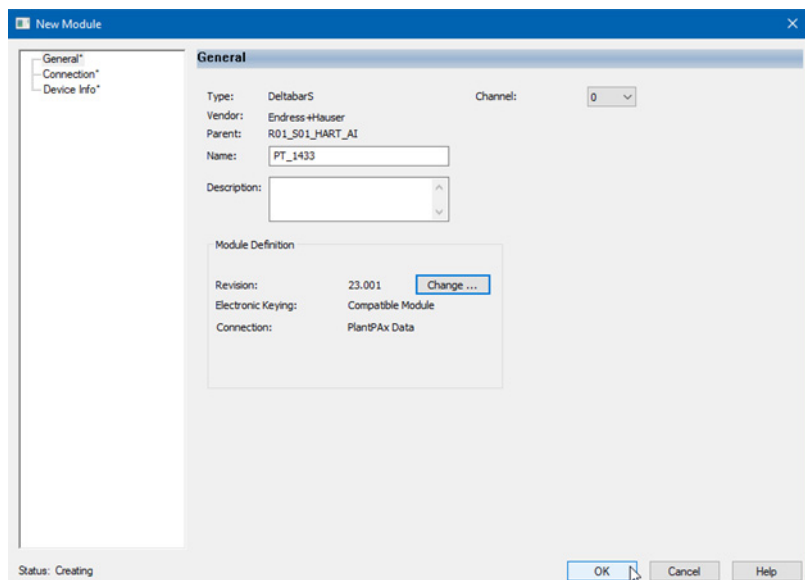 New Module
General*
Connection*
Device Info*
General
Type: DeltabarS Channel: 0
Vendor: Endress+Hauser
Parent: R01_S01_HART_AI
Name: PT_1433
Description:
Module Definition
Revision: 23.001 Change ...
Electronic Keying: Compatible Module
Connection: PlantPAx Data
Status: Creating OK Cancel Help